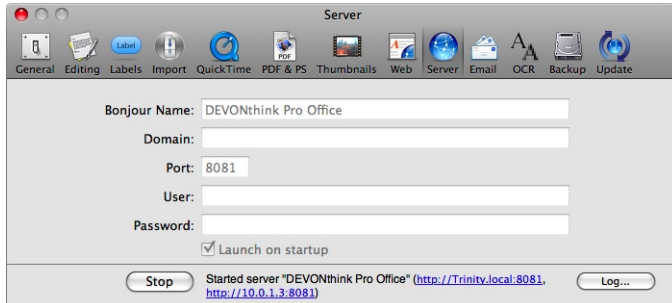 Server
General Editing Labels Import QuickTime PDF & PS Thumbnails Web Server Email OCR Backup Update
Bonjour Name: DEVONthink Pro Office
Domain:
Port: 8081
User:
Password:
Launch on startup
Stop Started server "DEVONthink Pro Office" (http://Trinity.local:8081, Log...
http://10.0.1.3:8081)